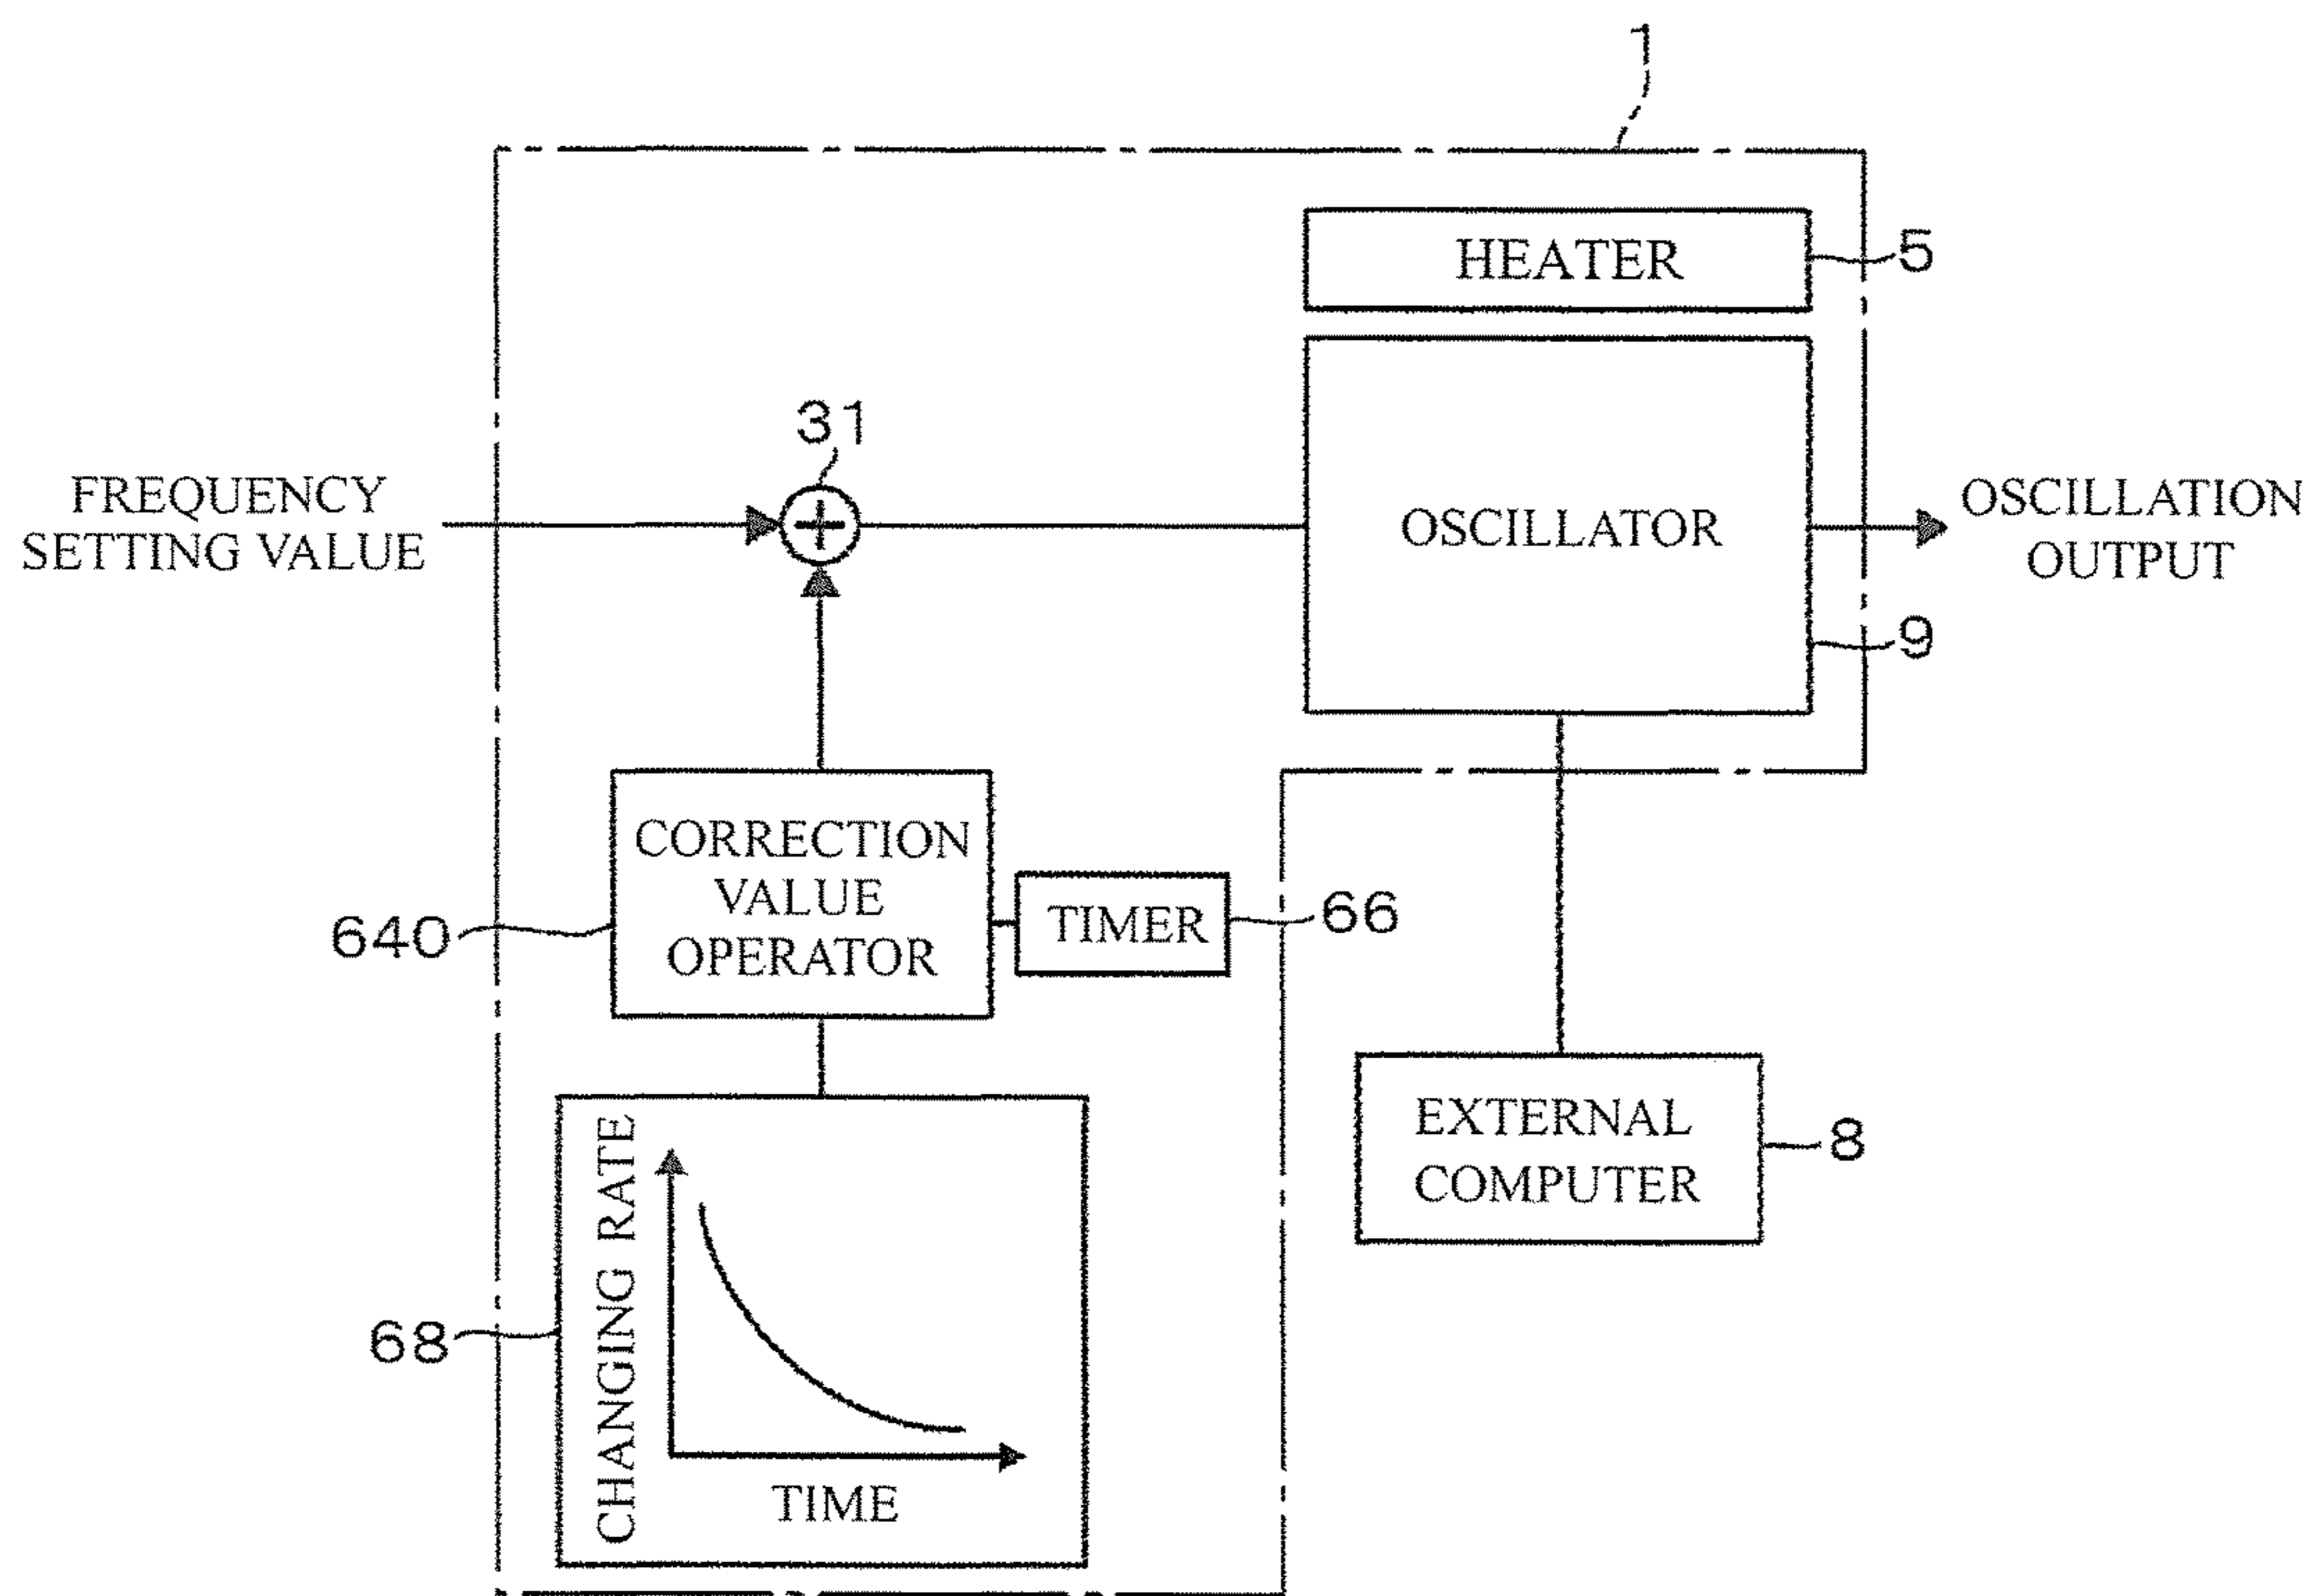 1
HEATER
5
31
FREQUENCY
SETTING VALUE
OSCILLATOR
OSCILLATION
OUTPUT
9
CORRECTION
VALUE
OPERATOR
640
TIMER
66
EXTERNAL
COMPUTER
8
68
CHANGING RATE
TIME